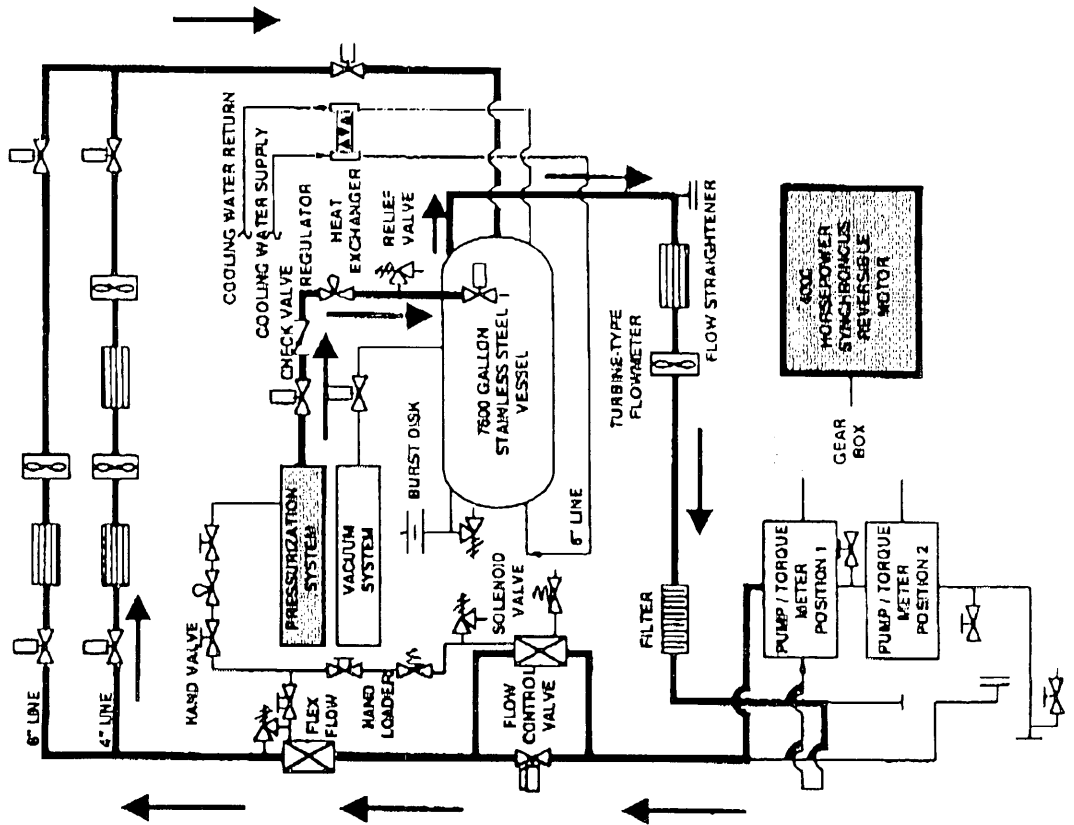 6" LINE
4" LINE
HAND VALVE
FLEX
FLOW
HAND
LOADER
FLOW
CONTROL
VALVE
SOLENOID
VALVE
PRESSURIZATION
SYSTEM
VACUUM
SYSTEM
BURST DISK
CHECK VALVE
REGULATOR
COOLING WATER SUPPLY
COOLING WATER RETURN
HEAT
EXCHANGER
RELIEF
VALVE
7600 GALLON
STAINLESS STEEL
VESSEL
6" LINE
FILTER
TURBINE-TYPE
FLOWMETER
FLOW STRAIGHTENER
PUMP / TORQUE
METER
POSITION 1
PUMP / TORQUE
METER
POSITION 2
GEAR
BOX
4000
HORSEPOWER
SYNCHRONOUS
REVERSIBLE
MOTOR